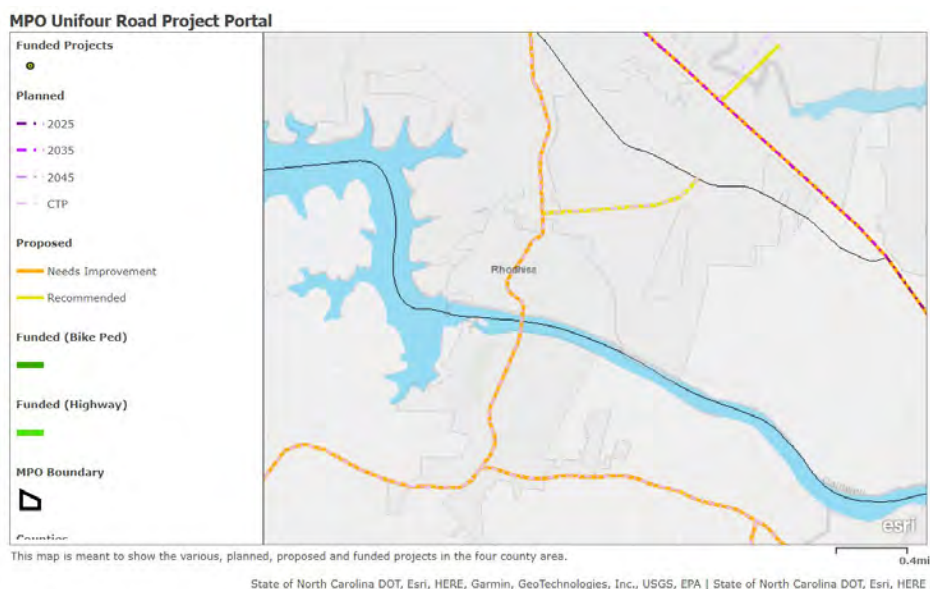 MPO Unifour Road Project Portal
Funded Projects
Planned
2025
2035
2045
CTP
Proposed
Needs Improvement
Recommended
Funded (Bike Ped)
Funded (Highway)
MPO Boundary
Counties
Rhodhiss
esri
This map is meant to show the various, planned, proposed and funded projects in the four county area.
0.4mi
State of North Carolina DOT, Esri, HERE, Garmin, GeoTechnologies, Inc., USGS, EPA | State of North Carolina DOT, Esri, HERE